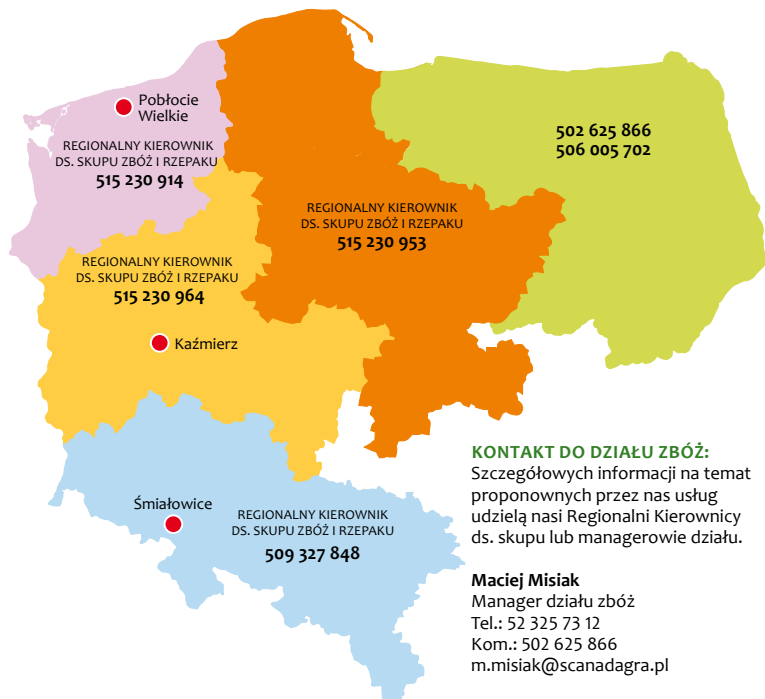 Pobłocie
Wielkie
REGIONALNY KIEROWNIK
DS. SKUPU ZBÓŻ I RZEPAKU
515 230 914
502 625 866
506 005 702
REGIONALNY KIEROWNIK
DS. SKUPU ZBÓŻ I RZEPAKU
515 230 953
REGIONALNY KIEROWNIK
DS. SKUPU ZBÓŻ I RZEPAKU
515 230 964
Kaźmierz
Śmiałowice
REGIONALNY KIEROWNIK
DS. SKUPU ZBÓŻ I RZEPAKU
509 327 848
KONTAKT DO DZIAŁU ZBÓŻ:
Szczegółowych informacji na temat
proponownych przez nas usług
udzielą nasi Regionalni Kierownicy
ds. skupu lub managerowie działu.
Maciej Misiak
Manager działu zbóż
Tel.: 52 325 73 12
Kom.: 502 625 866
m.misiak@scanadagra.pl